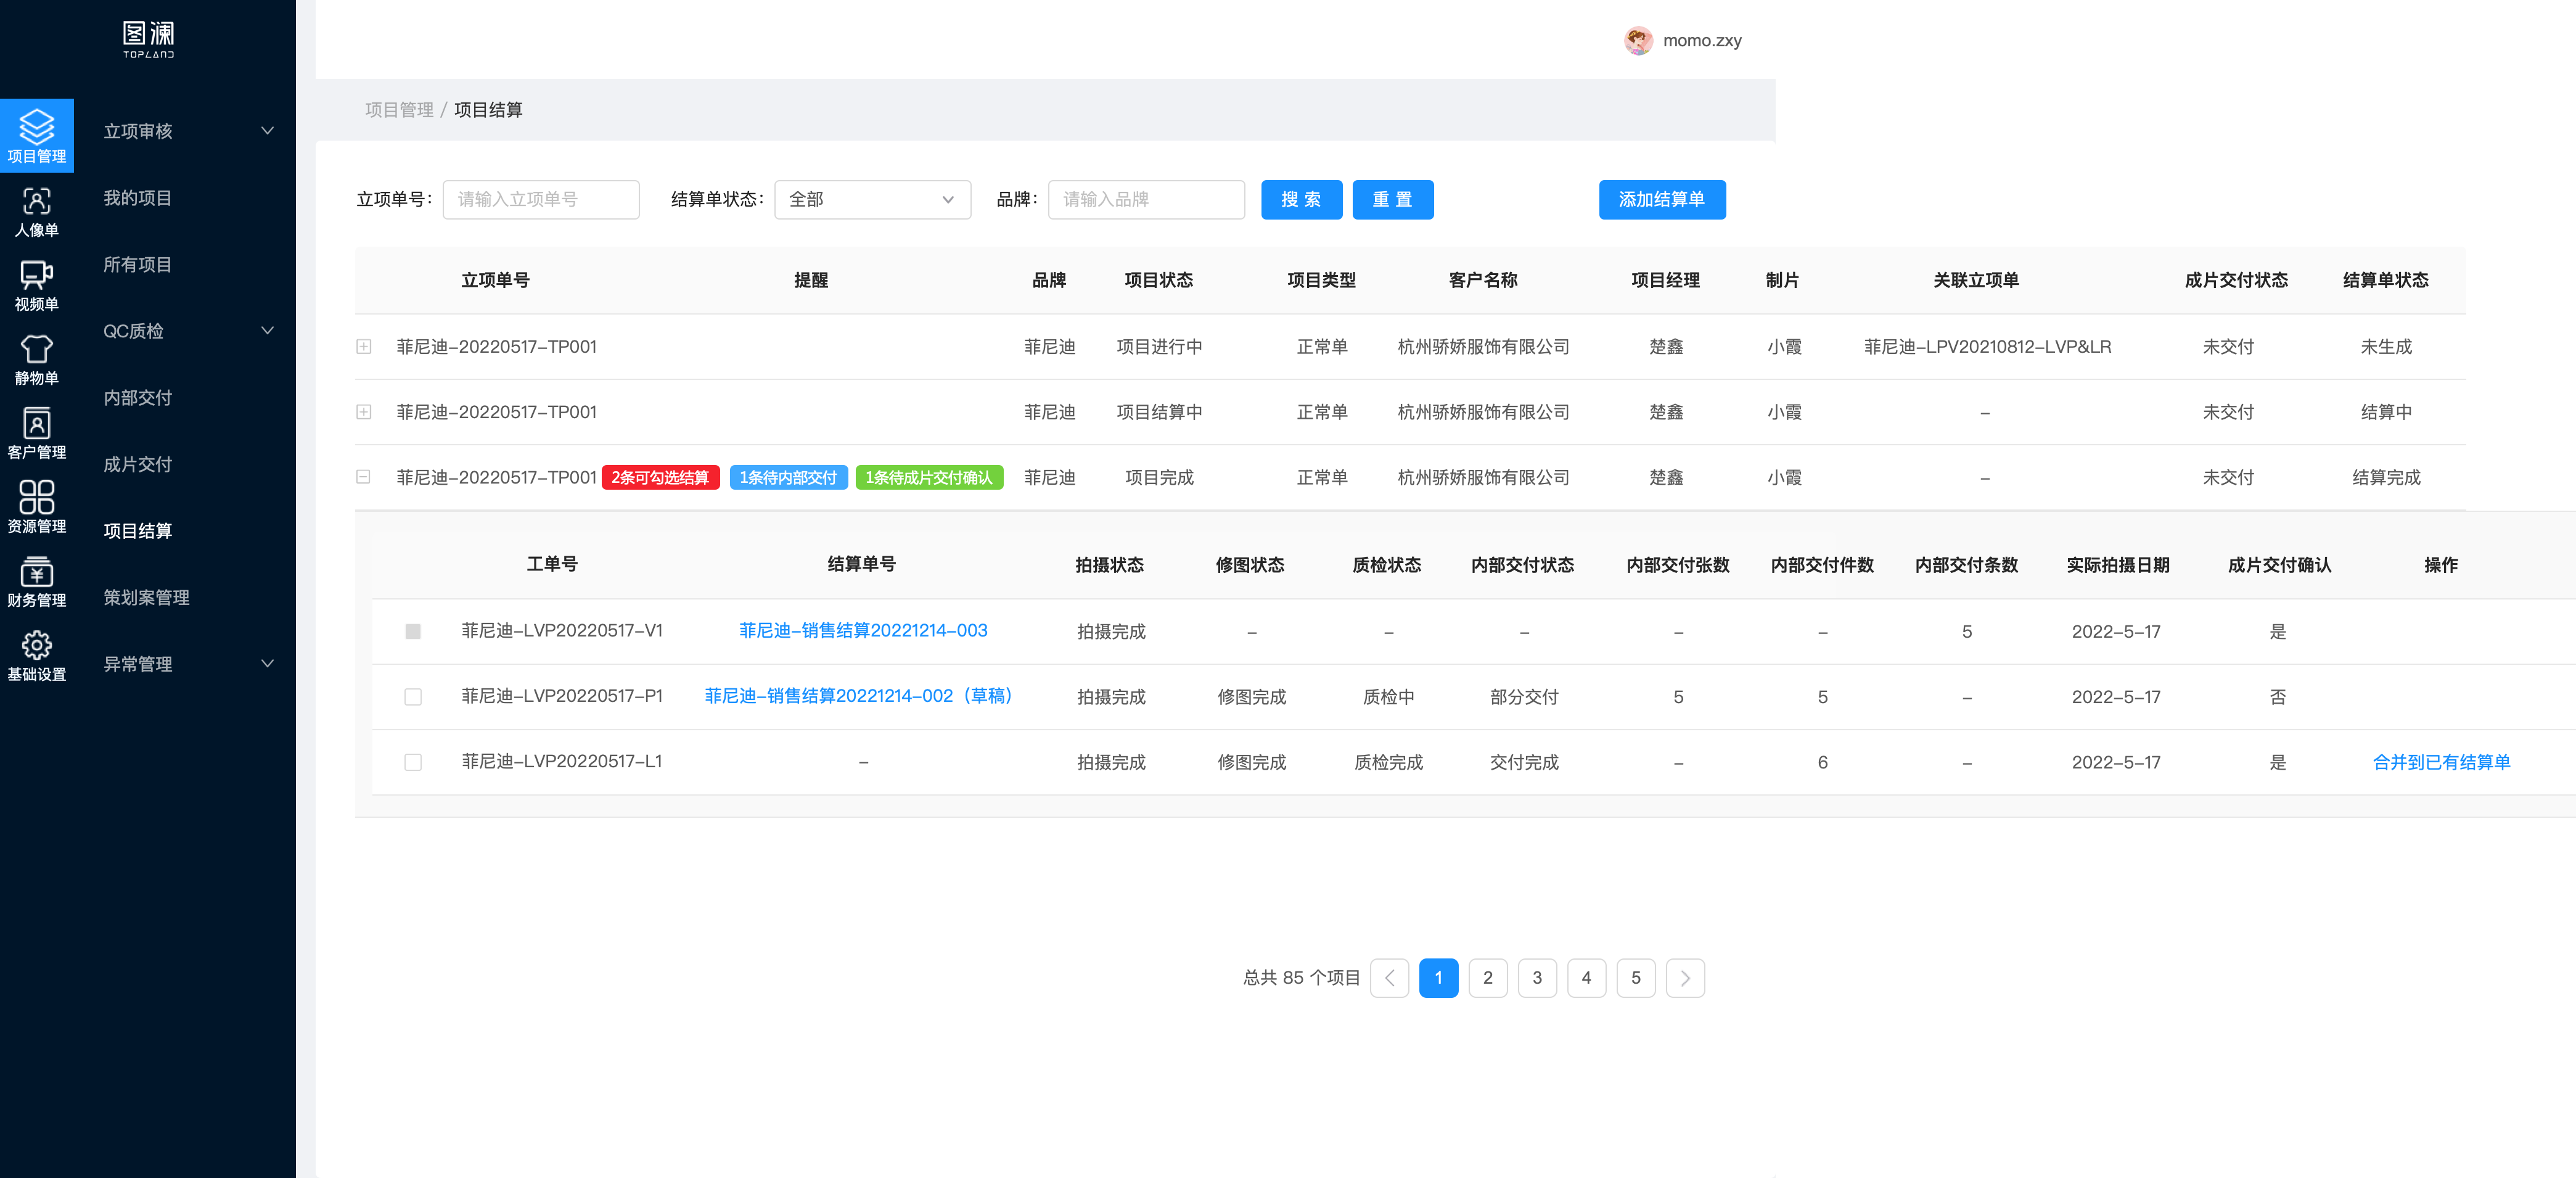 图澜
TOPLAND
momo.zxy
项目管理 / 项目结算
项目管理
人像单
视频单
静物单
客户管理
资源管理
财务管理
基础设置
立项审核
我的项目
所有项目
QC质检
内部交付
成片交付
项目结算
策划案管理
异常管理
立项单号： 请输入立项单号 结算单状态： 全部 品牌： 请输入品牌 搜 索 重 置 添加结算单
立项单号 提醒 品牌 项目状态 项目类型 客户名称 项目经理 制片 关联立项单 成片交付状态 结算单状态
菲尼迪-20220517-TP001 菲尼迪 项目进行中 正常单 杭州骄娇服饰有限公司 楚鑫 小霞 菲尼迪-LPV20210812-LVP&LR 未交付 未生成
菲尼迪-20220517-TP001 菲尼迪 项目结算中 正常单 杭州骄娇服饰有限公司 楚鑫 小霞 – 未交付 结算中
菲尼迪-20220517-TP001 2条可勾选结算 1条待内部交付 1条待成片交付确认 菲尼迪 项目完成 正常单 杭州骄娇服饰有限公司 楚鑫 小霞 – 未交付 结算完成
工单号 结算单号 拍摄状态 修图状态 质检状态 内部交付状态 内部交付张数 内部交付件数 内部交付条数 实际拍摄日期 成片交付确认 操作
菲尼迪-LVP20220517-V1 菲尼迪-销售结算20221214-003 拍摄完成 – – – – – 5 2022-5-17 是
菲尼迪-LVP20220517-P1 菲尼迪-销售结算20221214-002（草稿） 拍摄完成 修图完成 质检中 部分交付 5 5 – 2022-5-17 否
菲尼迪-LVP20220517-L1 – 拍摄完成 修图完成 质检完成 交付完成 – 6 – 2022-5-17 是 合并到已有结算单
总共 85 个项目 1 2 3 4 5